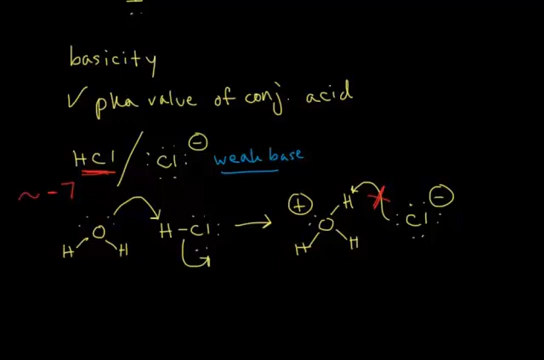 basicity
✓ pka value of conj. acid
HCl / :Cl: ⊖ weak base
~ -7
O H - Cl: → ⊕ H :Cl: ⊖
H H O
H H